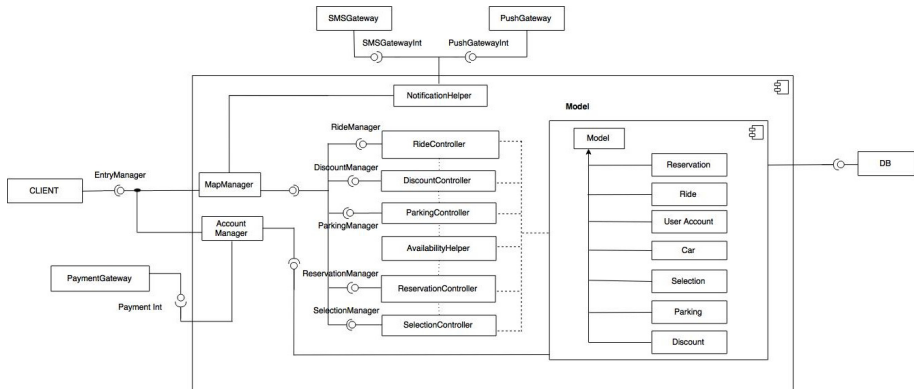 SMSGateway
PushGateway
SMSGatewayInt
PushGatewayInt
NotificationHelper
Model
RideManager
RideController
Model
Reservation
DiscountManager
DiscountController
DB
EntryManager
CLIENT
MapManager
Ride
ParkingController
ParkingManager
User Account
Account
Manager
AvailabilityHelper
Car
PaymentGateway
ReservationManager
ReservationController
Selection
Payment Int
SelectionManager
SelectionController
Parking
Discount